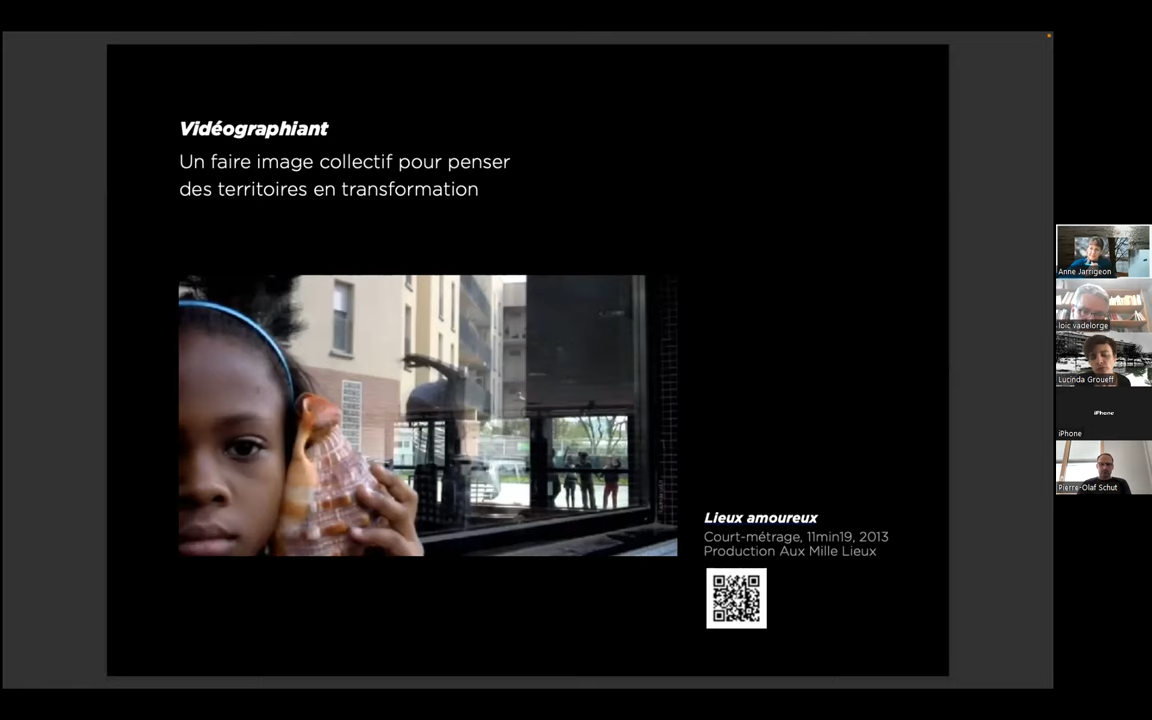 Vidéographiant
Un faire image collectif pour penser
des territoires en transformation
Lieux amoureux
Court-métrage, 11min19, 2013
Production Aux Mille Lieux
Anne Jarrigeon
loic vadelorge
Lucinda Groueff
iPhone
iPhone
Pierre-Olaf Schut